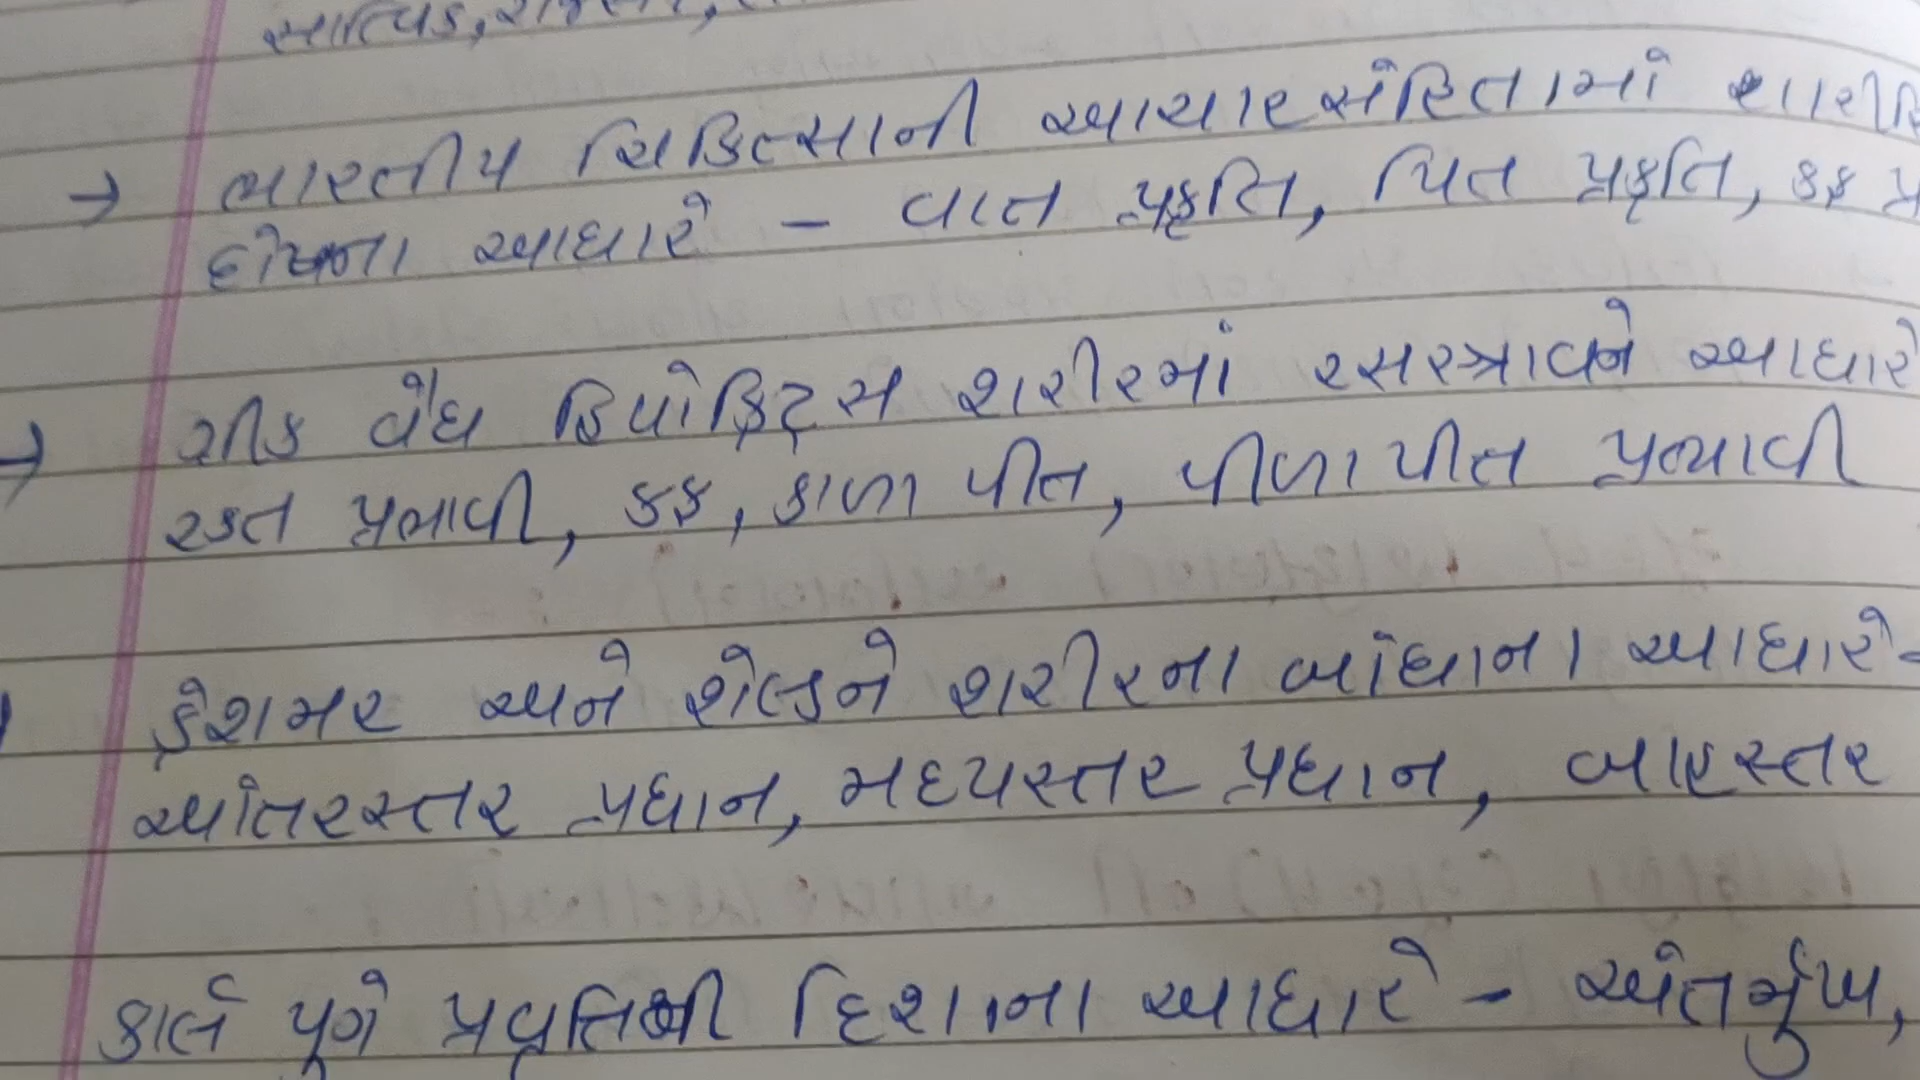 સાત્વિક,
→ ભારતીય ચિકિત્સાની આચારસંહિતામાં
દોષના આધારે - વાત પ્રકૃતિ, પિત પ્રકૃતિ, કફ
→ ગ્રીક વૈધ હિપોક્રિટ્સ શરીરમાં રસસ્ત્રાવને આધારે
રક્ત પ્રભાવી, કફ, કાળા પીત, પીળા પીત પ્રભાવી
ક્રેશમર અને શેલ્ડને શરીરના બાંધાના આધારે-
આંતરસ્તર પ્રધાન, મધ્યસ્તર પ્રધાન, બાહ્યસ્તર
કાર્લ યુગે પ્રવૃત્તિની દિશાના આધારે - અંતર્મુખ,